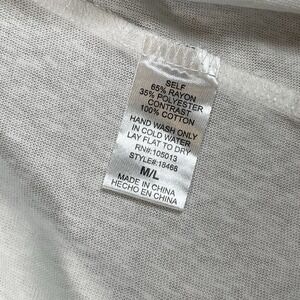 SELF
65% RAYON
35% POLYESTER
CONTRAST
100% COTTON
HAND WASH ONLY
IN COLD WATER
LAY FLAT TO DRY
RN#:105013
STYLE#:18466
M/L
MADE IN CHINA
HECHO EN CHINA